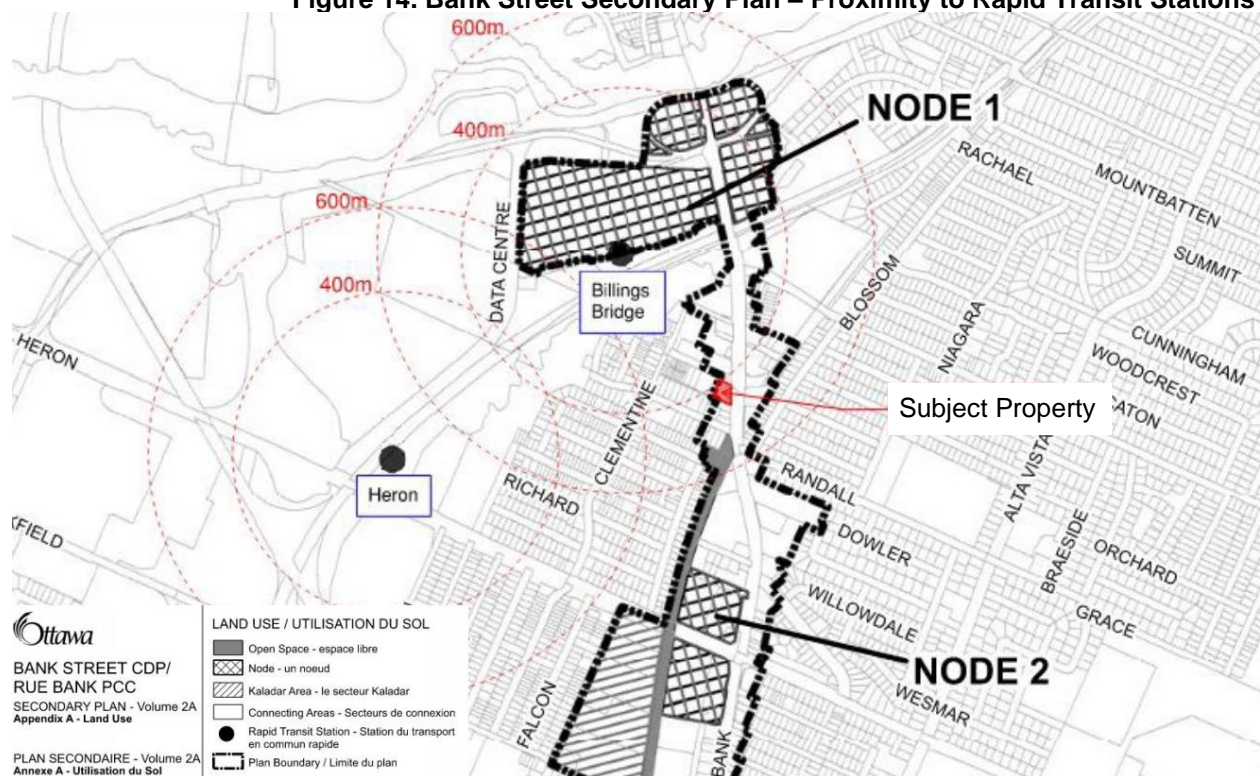 Figure 14. Bank Street Secondary Plan – Proximity to Rapid Transit Stations
600m
NODE 1
400m
RACHAEL
MOUNTBATTEN
600m
SUMMIT
DATA CENTRE
400m
Billings
Bridge
BLOSSOM
NIAGARA
CUNNINGHAM
HERON
WOODCREST
CATON
CLEMENTINE
Subject Property
ALTA VISTA
Heron
RICHARD
RANDALL
DOWLER
BRAESIDE
ORCHARD
KFIELD
WILLOWDALE
GRACE
NODE 2
WESMAR
FALCON
BANK
Ottawa
BANK STREET CDP/
RUE BANK PCC
SECONDARY PLAN - Volume 2A
Appendix A - Land Use
PLAN SECONDAIRE - Volume 2A
Annexe A - Utilisation du Sol
LAND USE / UTILISATION DU SOL
Open Space - espace libre
Node - un noeud
Kaladar Area - le secteur Kaladar
Connecting Areas - Secteurs de connexion
Rapid Transit Station - Station du transport
en commun rapide
Plan Boundary / Limite du plan